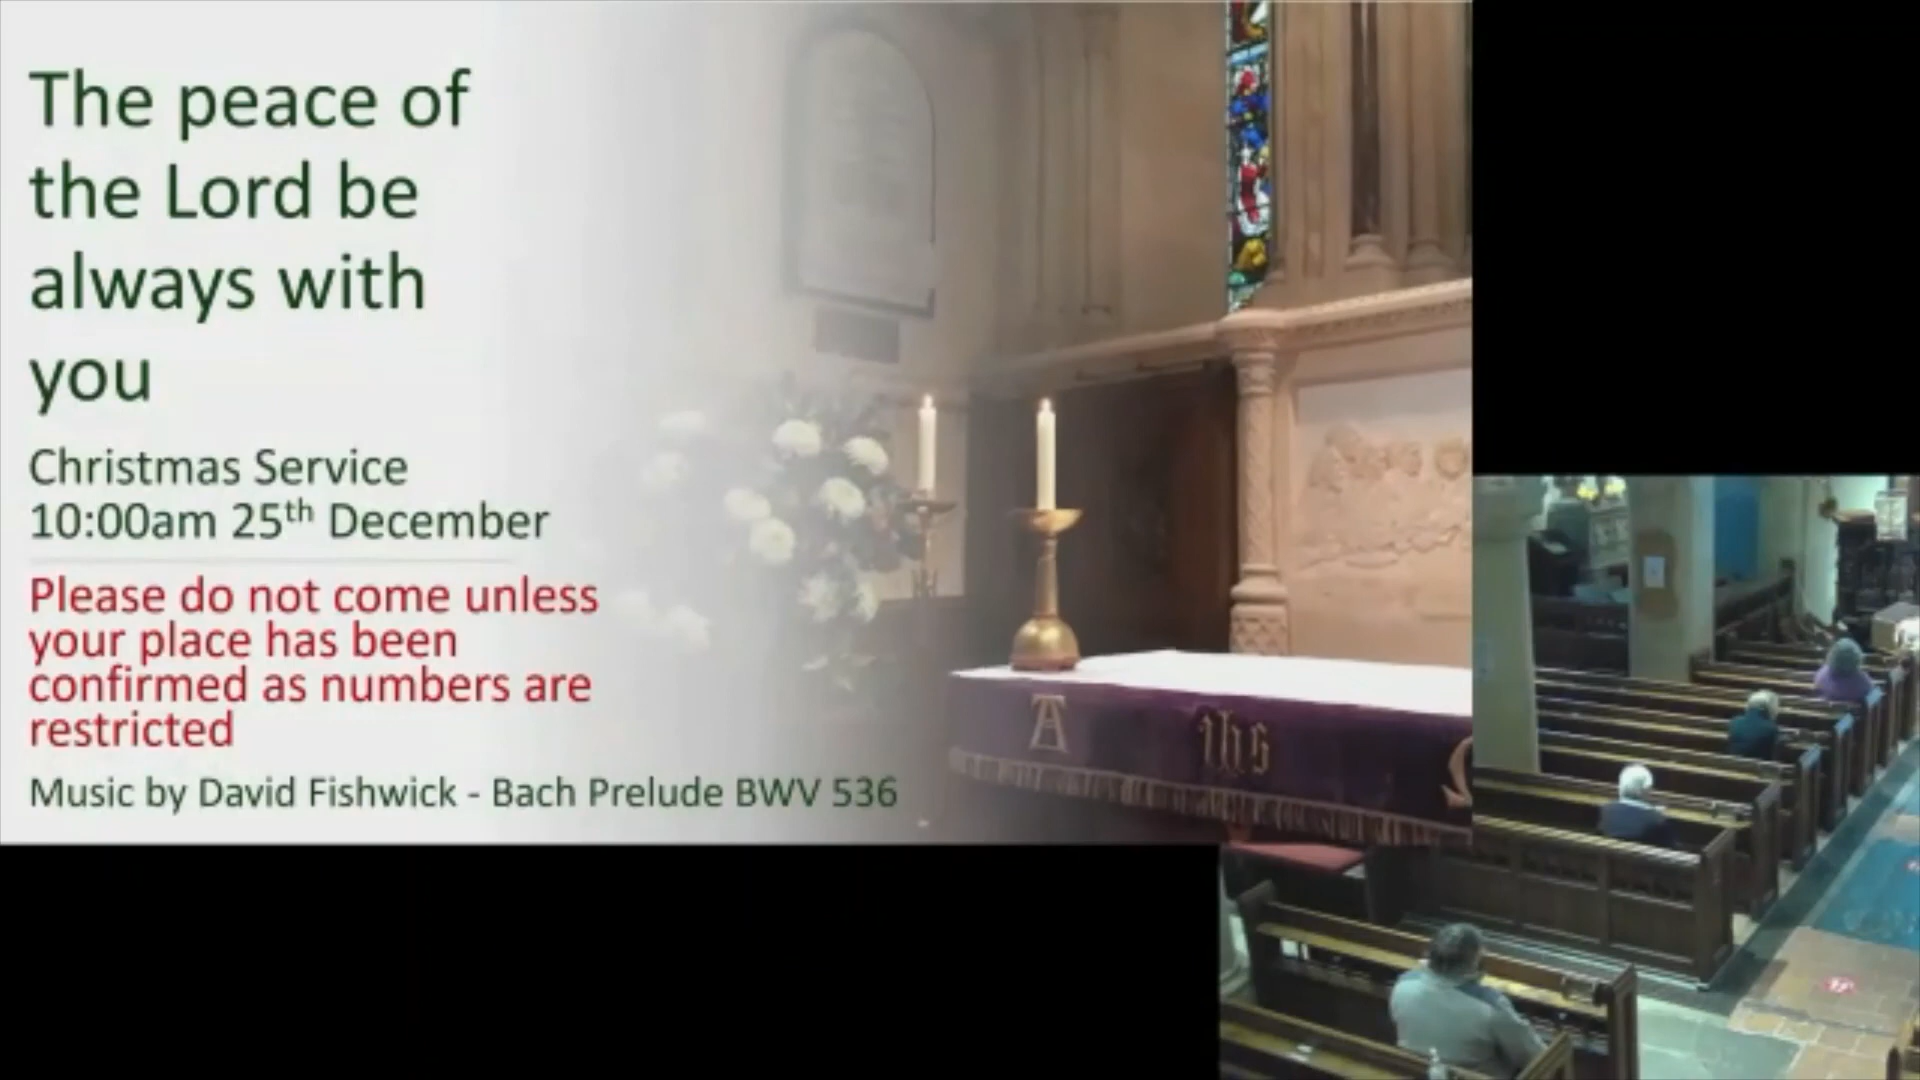 The peace of
the Lord be
always with
you
Christmas Service
10:00am 25th December
Please do not come unless
your place has been
confirmed as numbers are
restricted
Music by David Fishwick - Bach Prelude BWV 536
A
ihs